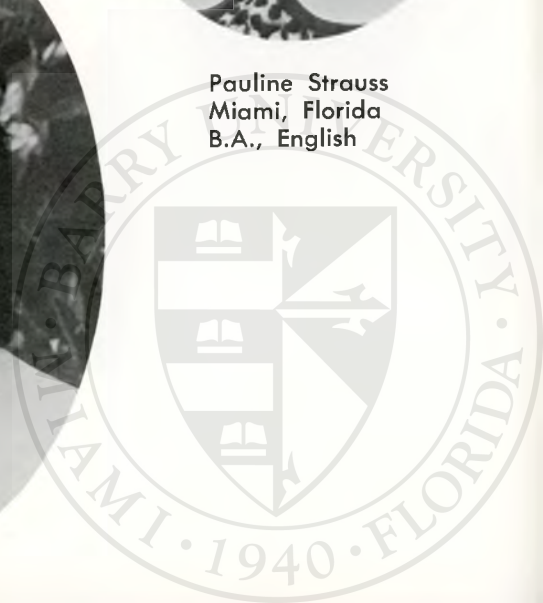 Pauline Strauss
Miami, Florida
B.A., English
BARRY UNIVERSITY
MIAMI • 1940 • FLORIDA